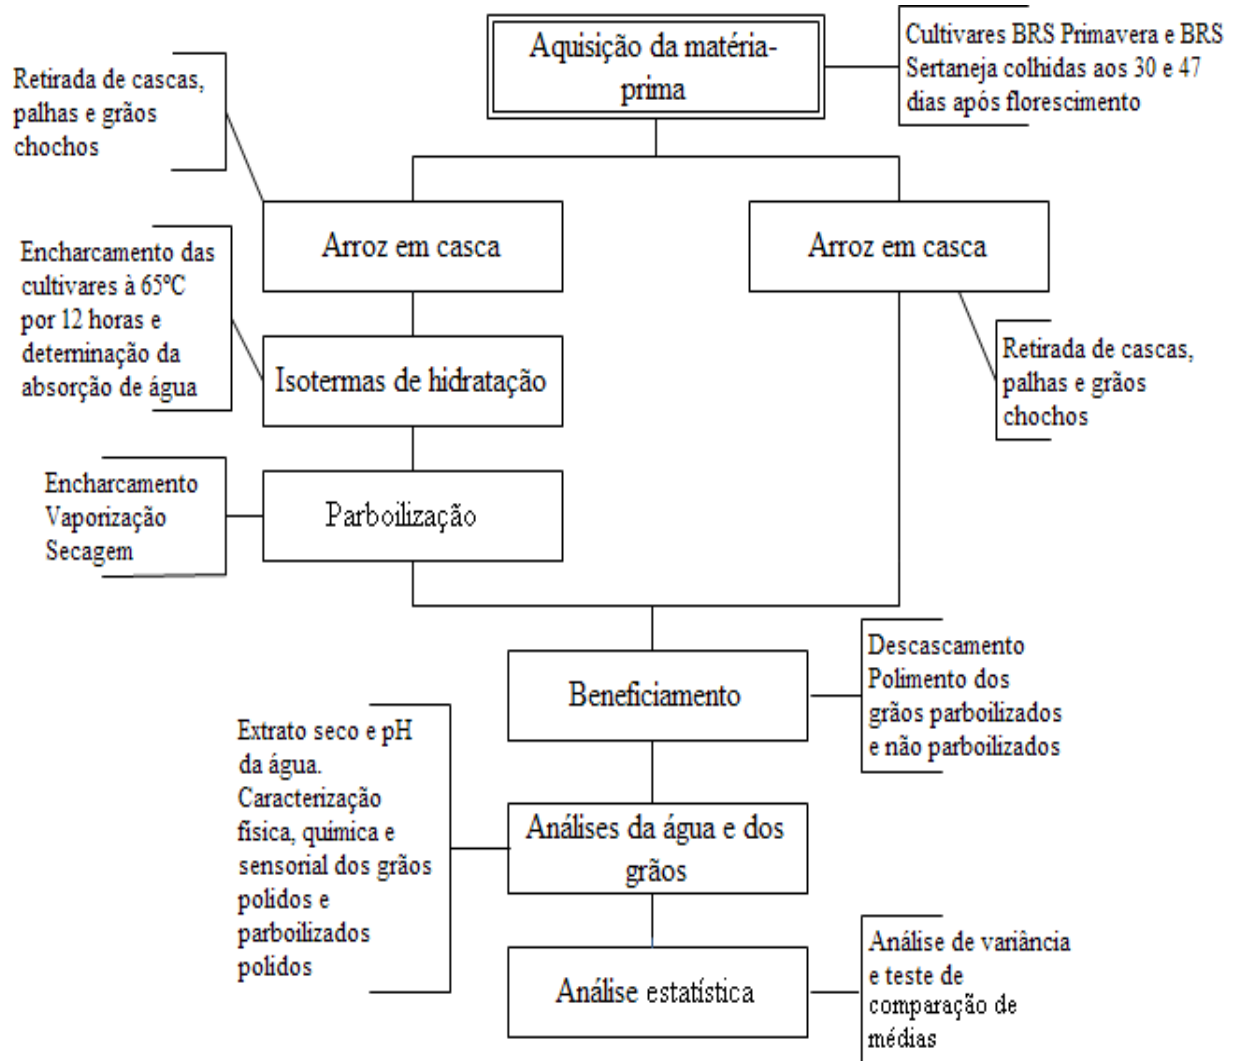 Aquisição da matéria-
prima
Cultivares BRS Primavera e BRS
Sertaneja colhidas aos 30 e 47
dias após florescimento
Retirada de cascas,
palhas e grãos
chochos
Arroz em casca
Arroz em casca
Encharcamento das
cultivares à 65ºC
por 12 horas e
determinação da
absorção de água
Retirada de cascas,
palhas e grãos
chochos
Isotermas de hidratação
Encharcamento
Vaporização
Secagem
Parboilização
Descascamento
Polimento dos
grãos parboilizados
e não parboilizados
Beneficiamento
Extrato seco e pH
da água.
Caracterização
física, química e
sensorial dos grãos
polidos e
parboilizados
polidos
Análises da água e dos
grãos
Análise estatística
Análise de variância
e teste de
comparação de
médias